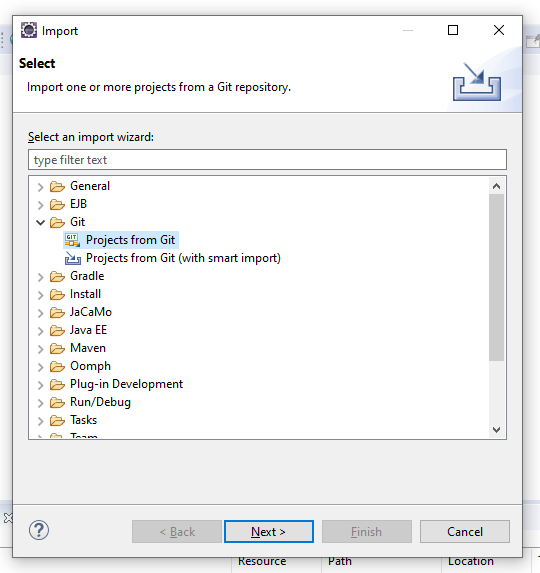 Import
Select
Import one or more projects from a Git repository.
Select an import wizard:
type filter text
General
EJB
Git
GIT
Projects from Git
Projects from Git (with smart import)
Gradle
Install
JaCaMo
Java EE
Maven
Oomph
Plug-in Development
Run/Debug
Tasks
Team
?
< Back
Next >
Finish
Cancel
Resource
Path
Location